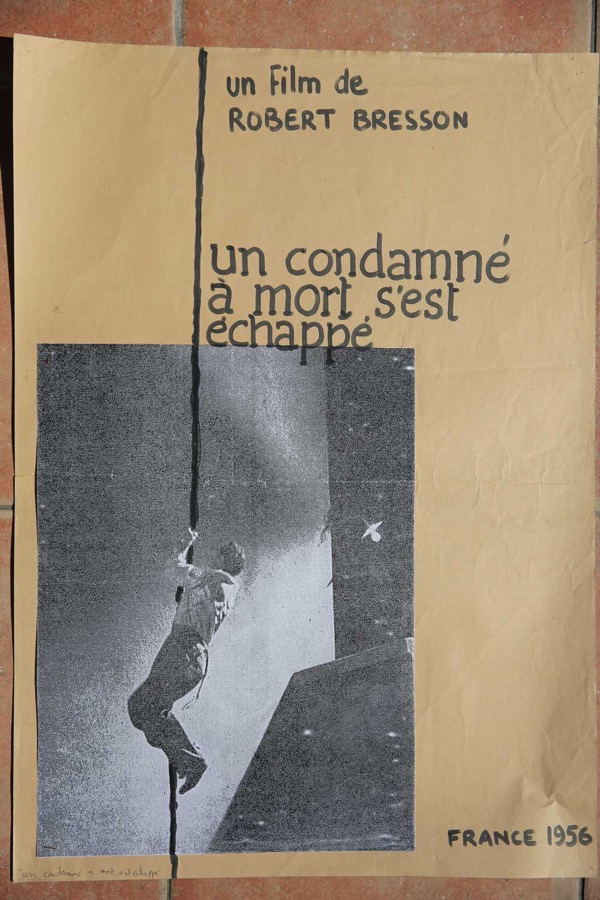 un Film de
ROBERT BRESSON
un condamné
à mort s'est
échappé
FRANCE 1956
"un condamné à mort s'est échappé